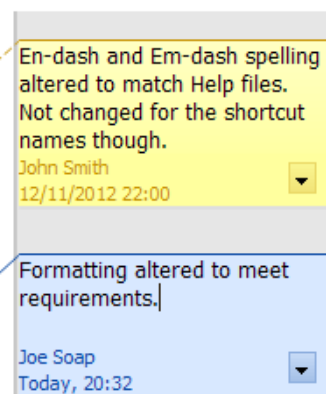 En-dash and Em-dash spelling
altered to match Help files.
Not changed for the shortcut
names though.
John Smith
12/11/2012 22:00
Formatting altered to meet
requirements.
Joe Soap
Today, 20:32